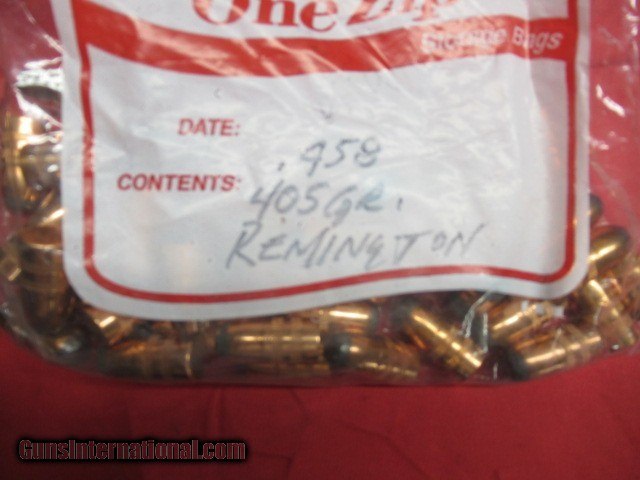 One Zip
Storage Bags
DATE:
.458
CONTENTS:
405GR.
REMINGTON
GunsInternational.com